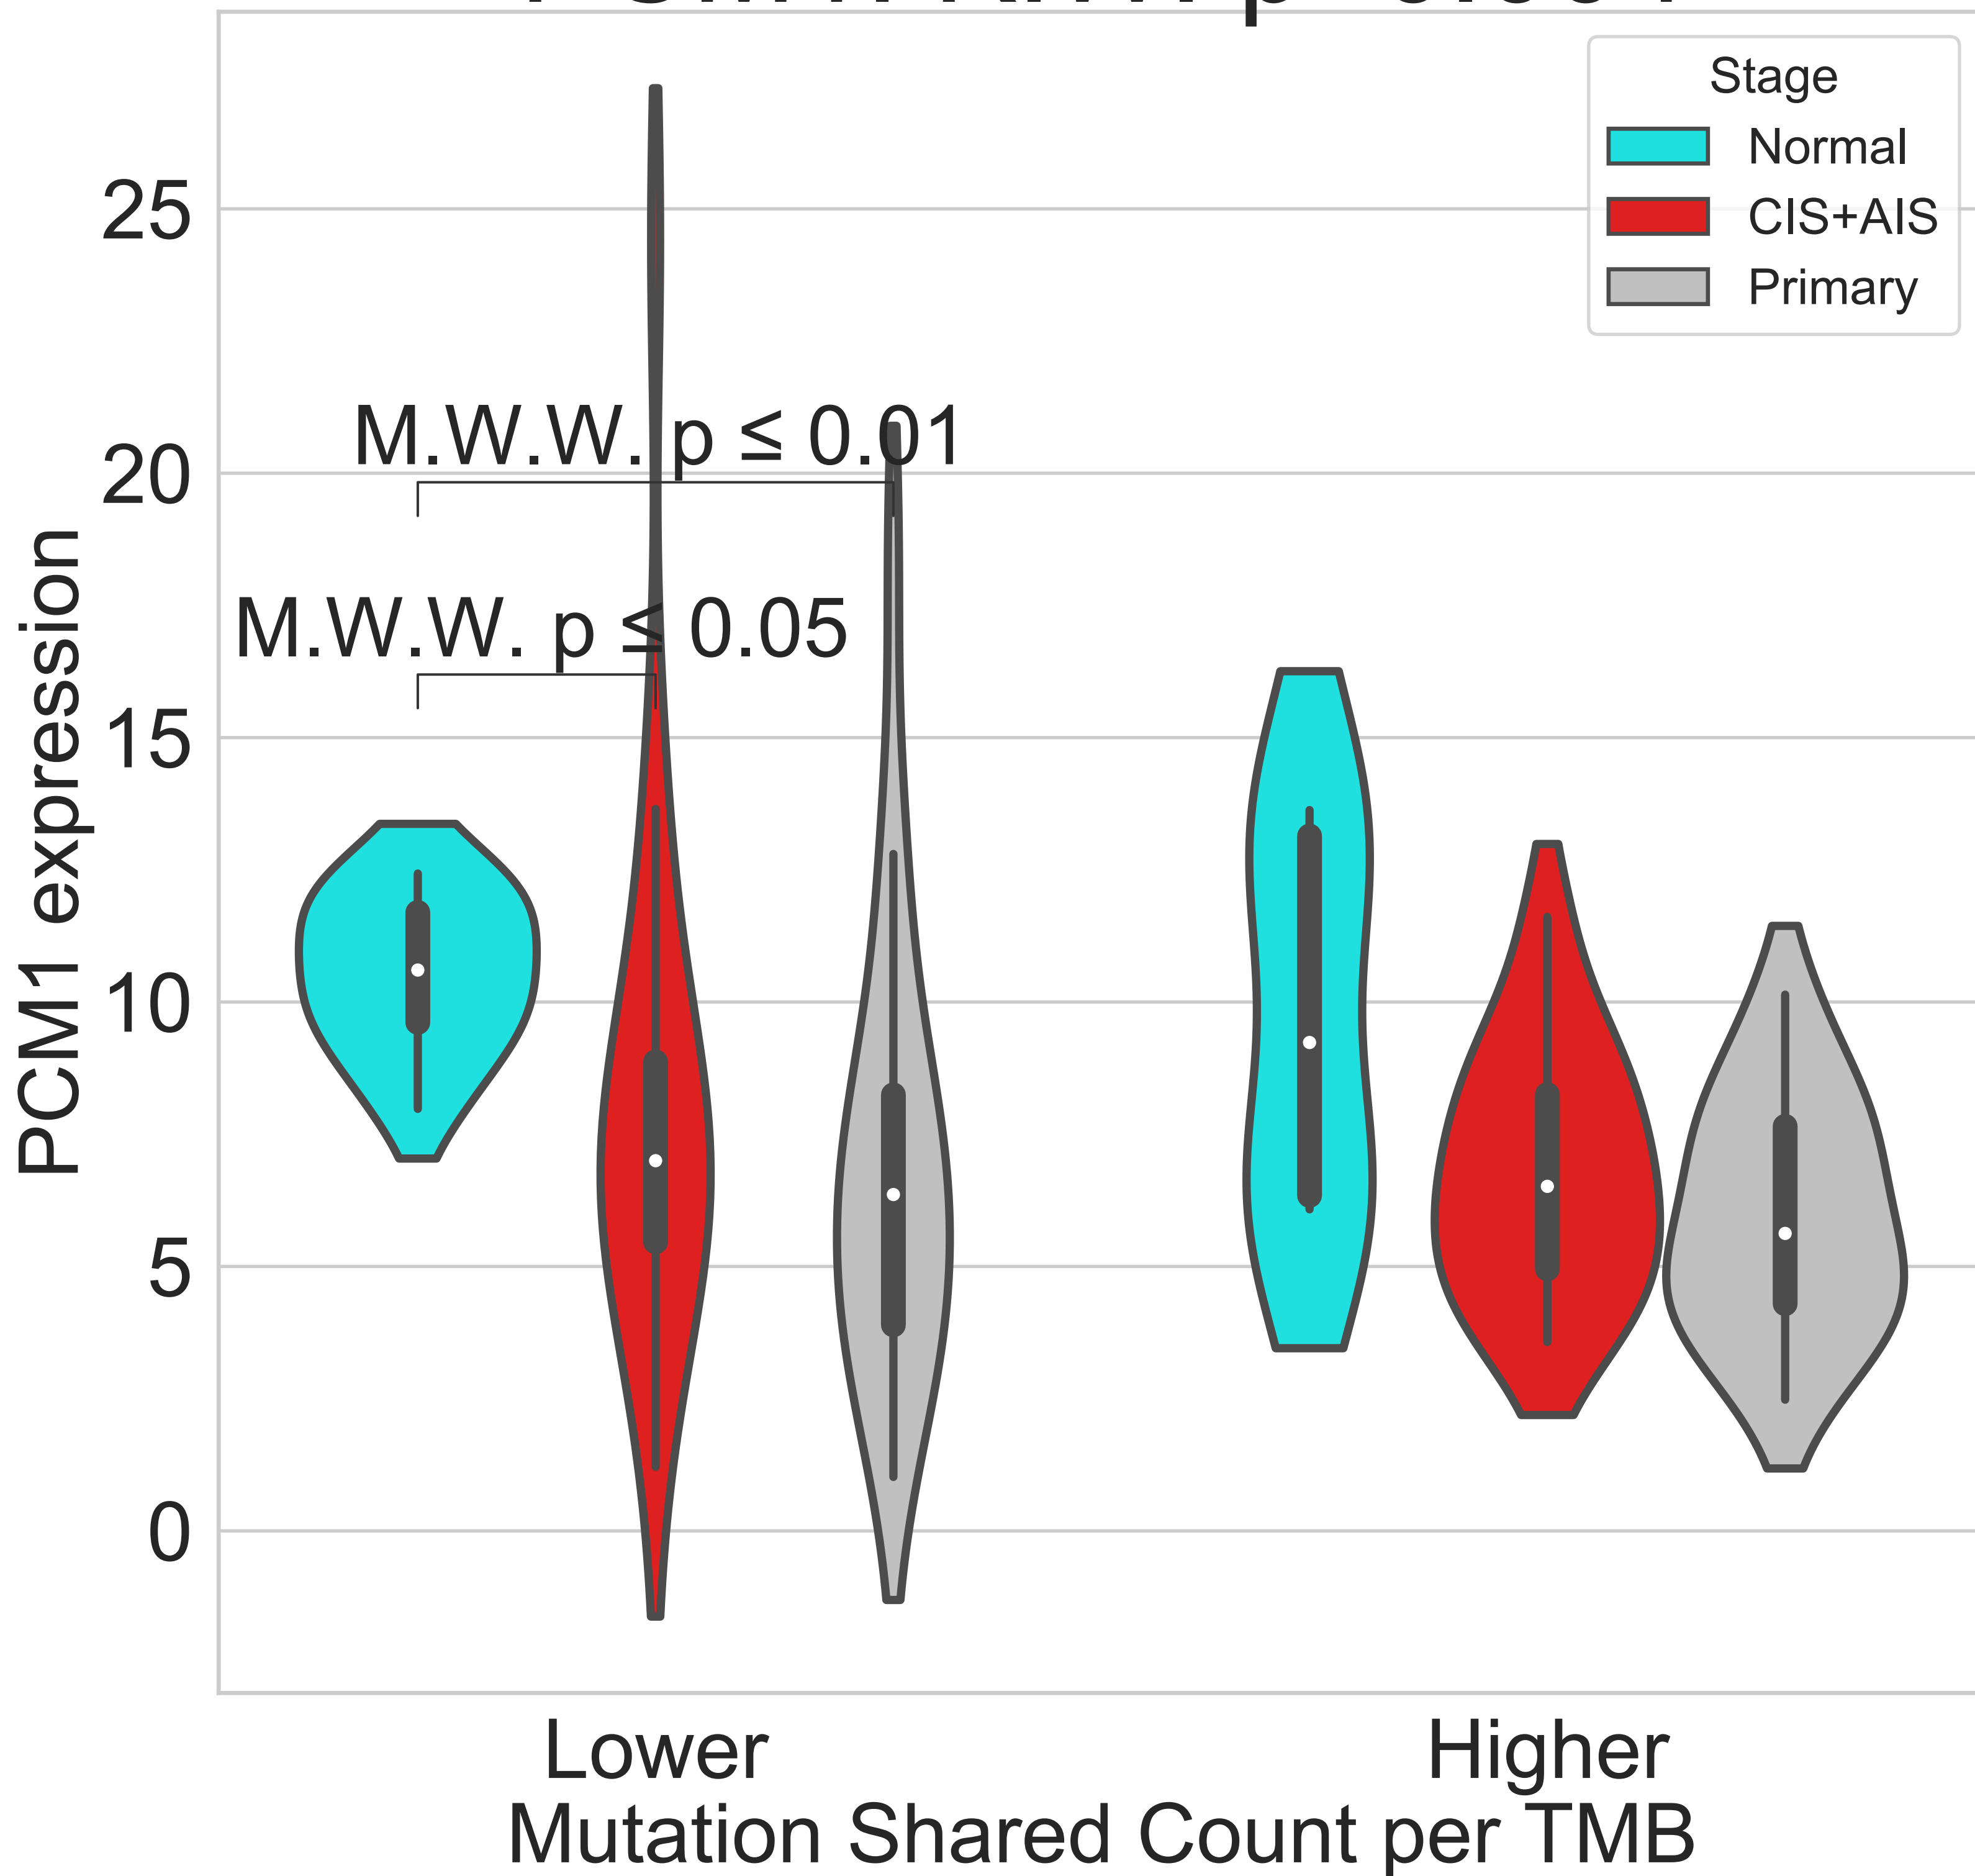 Stage
Normal
CIS+AIS
Primary
M.W.W. p ≤ 0.01
M.W.W. p ≤ 0.05
PCM1 expression
25
20
15
10
5
0
Lower
Higher
Mutation Shared Count per TMB